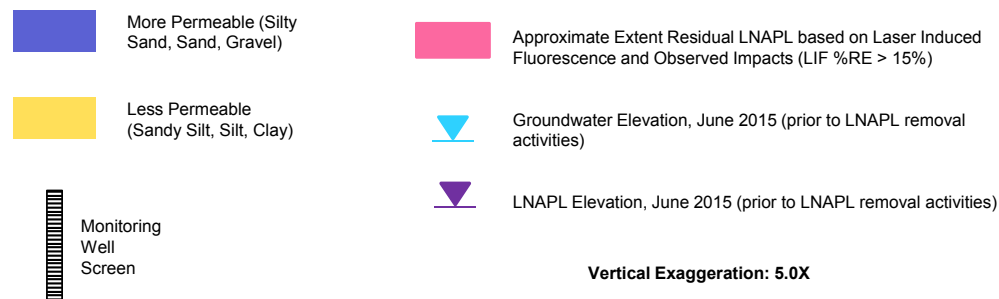 More Permeable (Silty
Sand, Sand, Gravel)
Less Permeable
(Sandy Silt, Silt, Clay)
Monitoring
Well
Screen
Approximate Extent Residual LNAPL based on Laser Induced
Fluorescence and Observed Impacts (LIF %RE > 15%)
Groundwater Elevation, June 2015 (prior to LNAPL removal
activities)
LNAPL Elevation, June 2015 (prior to LNAPL removal activities)
Vertical Exaggeration: 5.0X